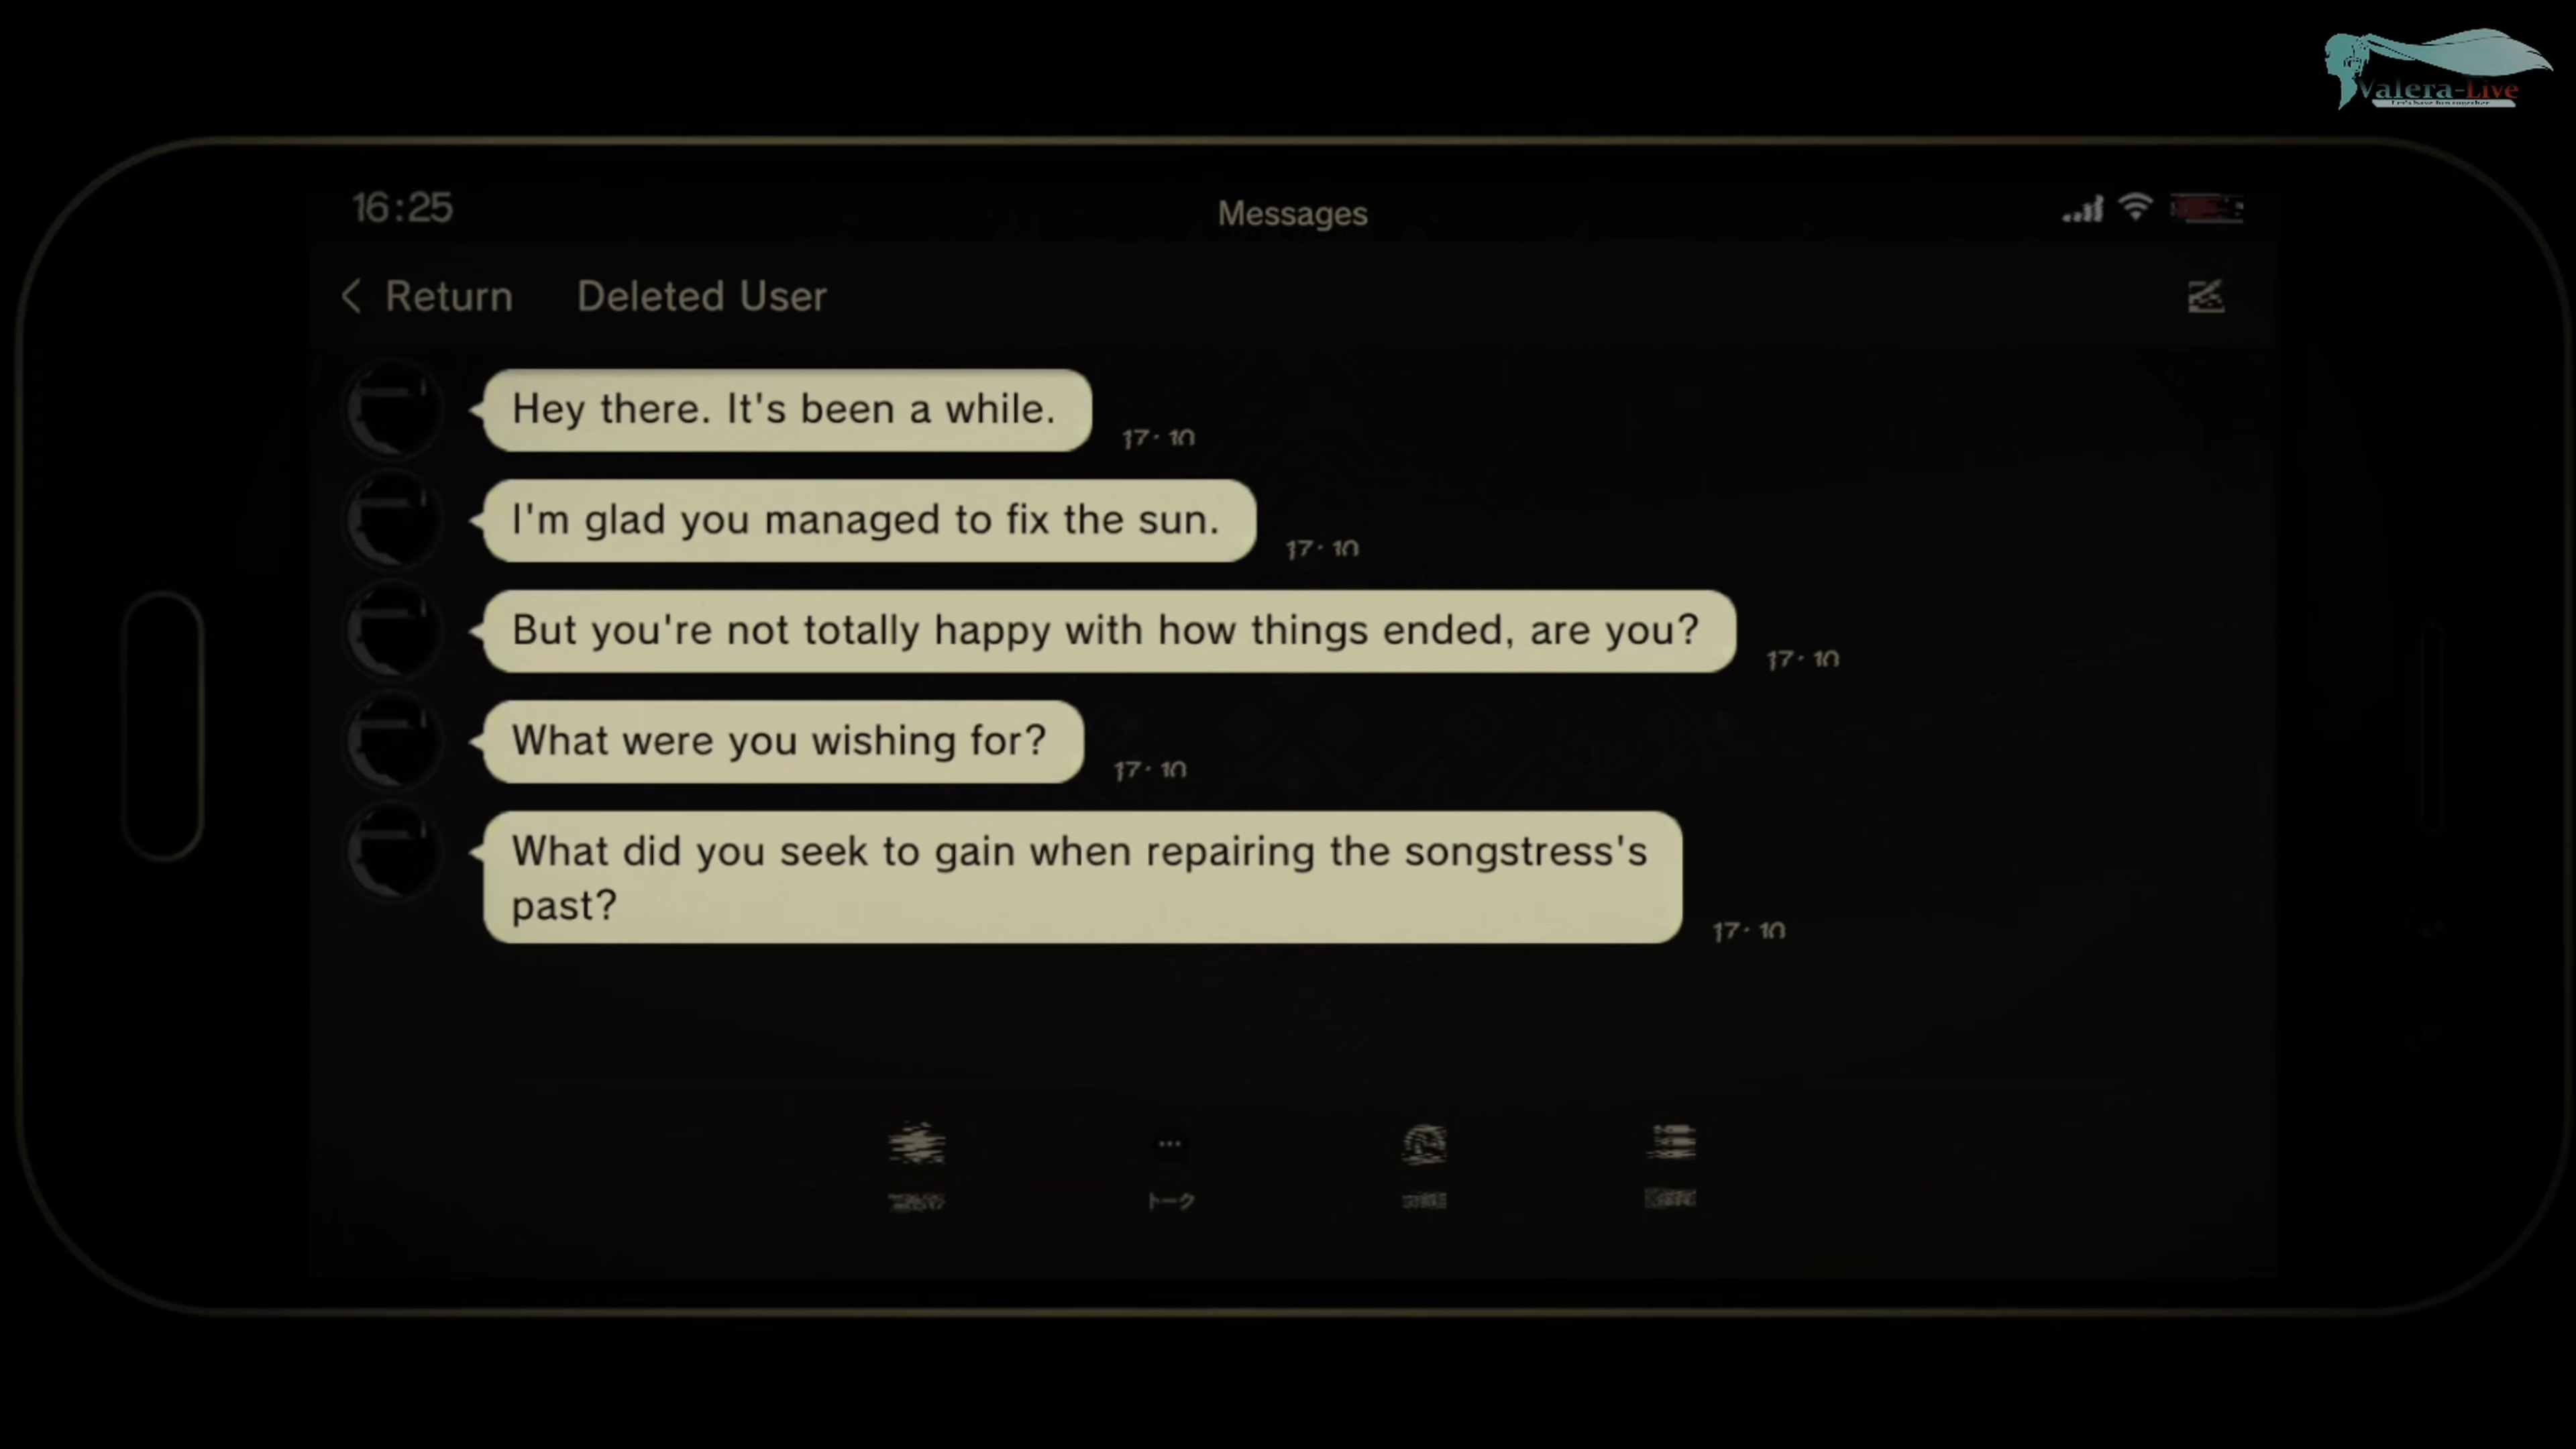 Valera-Live
16:25
Messages
Return
Deleted User
Hey there. It's been a while.
17:10
I'm glad you managed to fix the sun.
17:10
But you're not totally happy with how things ended, are you?
17:10
What were you wishing for?
17:10
What did you seek to gain when repairing the songstress's
past?
17:10
トーク